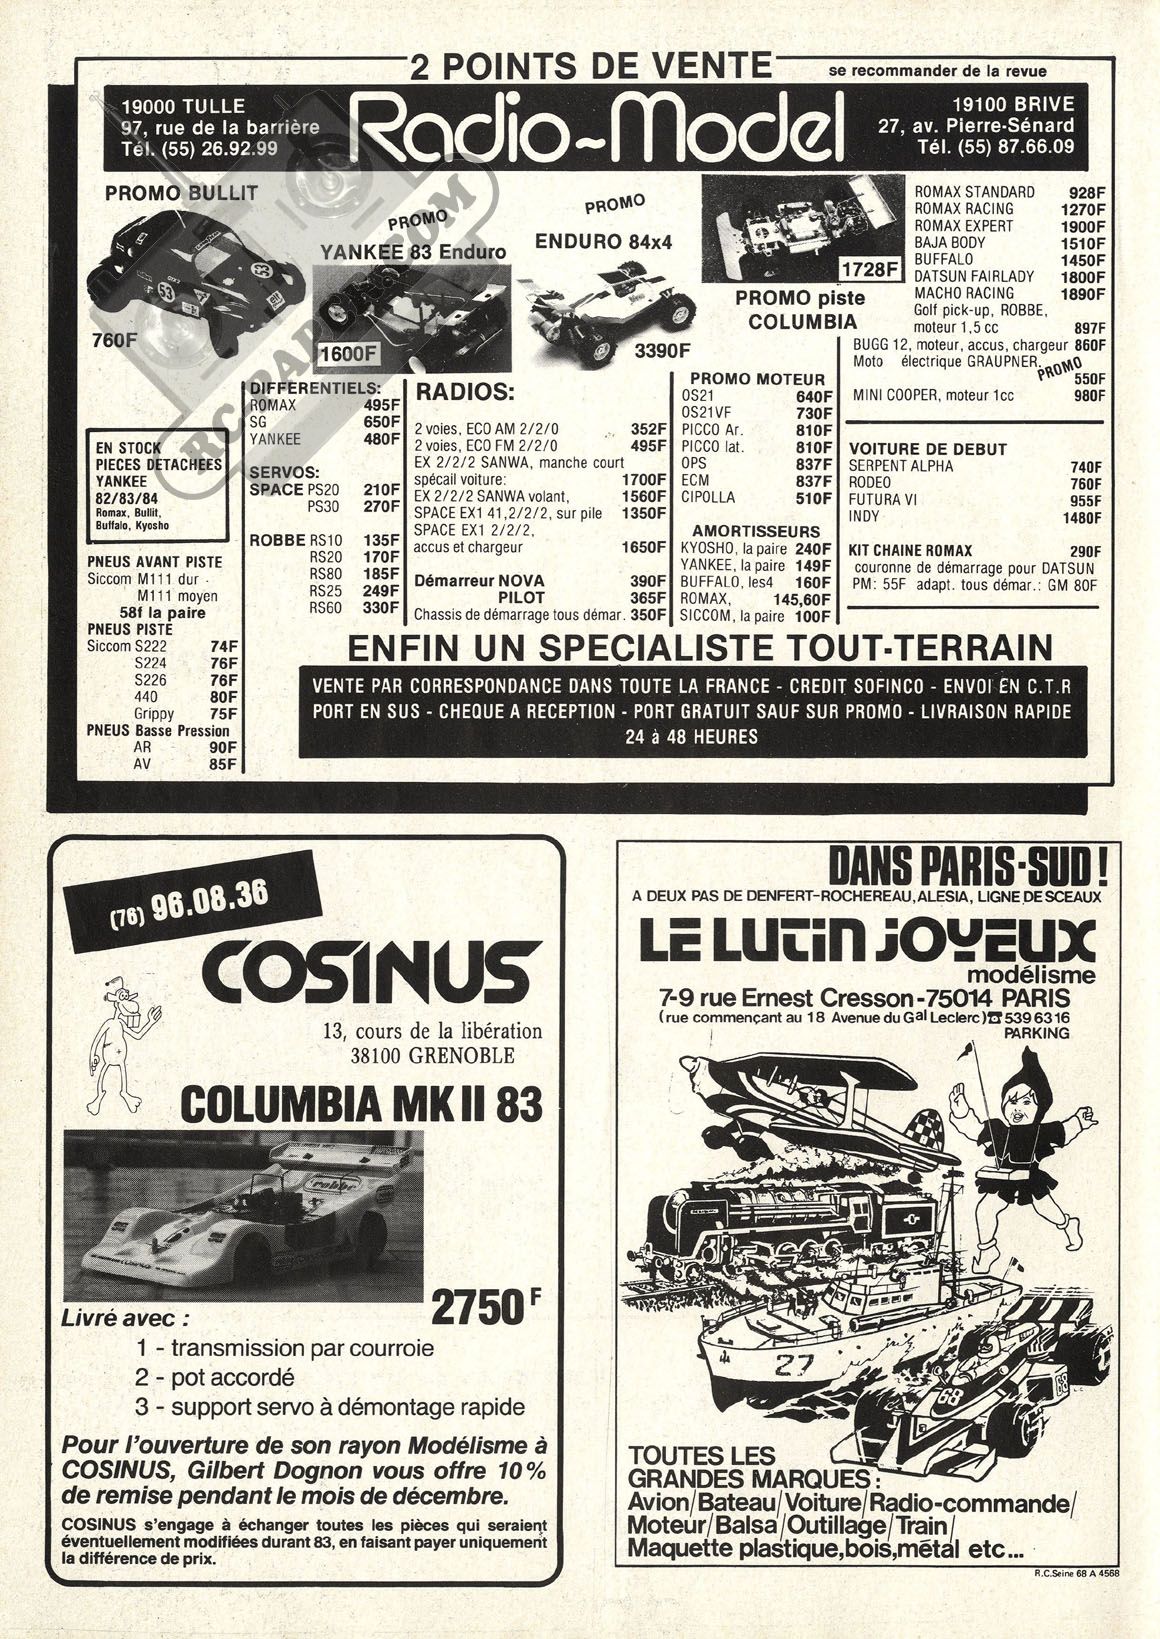 2 POINTS DE VENTE
se recommander de la revue
19000 TULLE
97, rue de la barrière
Tél. (55) 26.92.99
Radio~Model
19100 BRIVE
27, av. Pierre-Sénard
Tél. (55) 87.66.09
PROMO BULLIT
760F
PROMO
YANKEE 83 Enduro
1600F
PROMO
ENDURO 84x4
3390F
1728F
PROMO piste
COLUMBIA
ROMAX STANDARD 928F
ROMAX RACING 1270F
ROMAX EXPERT 1900F
BAJA BODY 1510F
BUFFALO 1450F
DATSUN FAIRLADY 1800F
MACHO RACING 1890F
Golf pick-up, ROBBE,
moteur 1,5 cc 897F
BUGG 12, moteur, accus, chargeur 860F
Moto électrique GRAUPNER, PROMO
550F
MINI COOPER, moteur 1cc 980F
VOITURE DE DEBUT
SERPENT ALPHA 740F
RODEO 760F
FUTURA VI 955F
INDY 1480F
KIT CHAINE ROMAX 290F
couronne de démarrage pour DATSUN
PM: 55F adapt. tous démar.: GM 80F
EN STOCK
PIECES DETACHEES
YANKEE
82/83/84
Romax, Bullit,
Buffalo, Kyosho
PNEUS AVANT PISTE
Siccom M111 dur -
M111 moyen
58f la paire
PNEUS PISTE
Siccom S222 74F
S224 76F
S226 76F
440 80F
Grippy 75F
PNEUS Basse Pression
AR 90F
AV 85F
DIFFERENTIELS:
ROMAX 495F
SG 650F
YANKEE 480F
SERVOS:
SPACE PS20 210F
PS30 270F
ROBBE RS10 135F
RS20 170F
RS80 185F
RS25 249F
RS60 330F
RADIOS:
2 voies, ECO AM 2/2/0 352F
2 voies, ECO FM 2/2/0 495F
EX 2/2/2 SANWA, manche court
spécail voiture: 1700F
EX 2/2/2 SANWA volant, 1560F
SPACE EX1 41,2/2/2, sur pile 1350F
SPACE EX1 2/2/2,
accus et chargeur 1650F
Démarreur NOVA 390F
PILOT 365F
Chassis de démarrage tous démar. 350F
PROMO MOTEUR
OS21 640F
OS21VF 730F
PICCO Ar. 810F
PICCO lat. 810F
OPS 837F
ECM 837F
CIPOLLA 510F
AMORTISSEURS
KYOSHO, la paire 240F
YANKEE, la paire 149F
BUFFALO, les4 160F
ROMAX, 145,60F
SICCOM, la paire 100F
ENFIN UN SPECIALISTE TOUT-TERRAIN
VENTE PAR CORRESPONDANCE DANS TOUTE LA FRANCE - CREDIT SOFINCO - ENVOI EN C.T.R
PORT EN SUS - CHEQUE A RECEPTION - PORT GRATUIT SAUF SUR PROMO - LIVRAISON RAPIDE
24 à 48 HEURES
(76) 96.08.36
COSINUS
13, cours de la libération
38100 GRENOBLE
COLUMBIA MK II 83
robbe
2750F
Livré avec :
1 - transmission par courroie
2 - pot accordé
3 - support servo à démontage rapide
Pour l'ouverture de son rayon Modélisme à
COSINUS, Gilbert Dognon vous offre 10%
de remise pendant le mois de décembre.
COSINUS s'engage à échanger toutes les pièces qui seraient
éventuellement modifiées durant 83, en faisant payer uniquement
la différence de prix.
DANS PARIS-SUD !
A DEUX PAS DE DENFERT-ROCHEREAU, ALESIA, LIGNE DE SCEAUX
LE LUTIN JOYEUX
modélisme
7-9 rue Ernest Cresson-75014 PARIS
(rue commençant au 18 Avenue du Gal Leclerc)☎539 6316
PARKING
27
68
68
TOUTES LES
GRANDES MARQUES:
Avion/Bateau/Voiture/Radio-commande/
Moteur/Balsa/Outillage/Train/
Maquette plastique,bois,métal etc...
R.C.Seine 68 A 4568